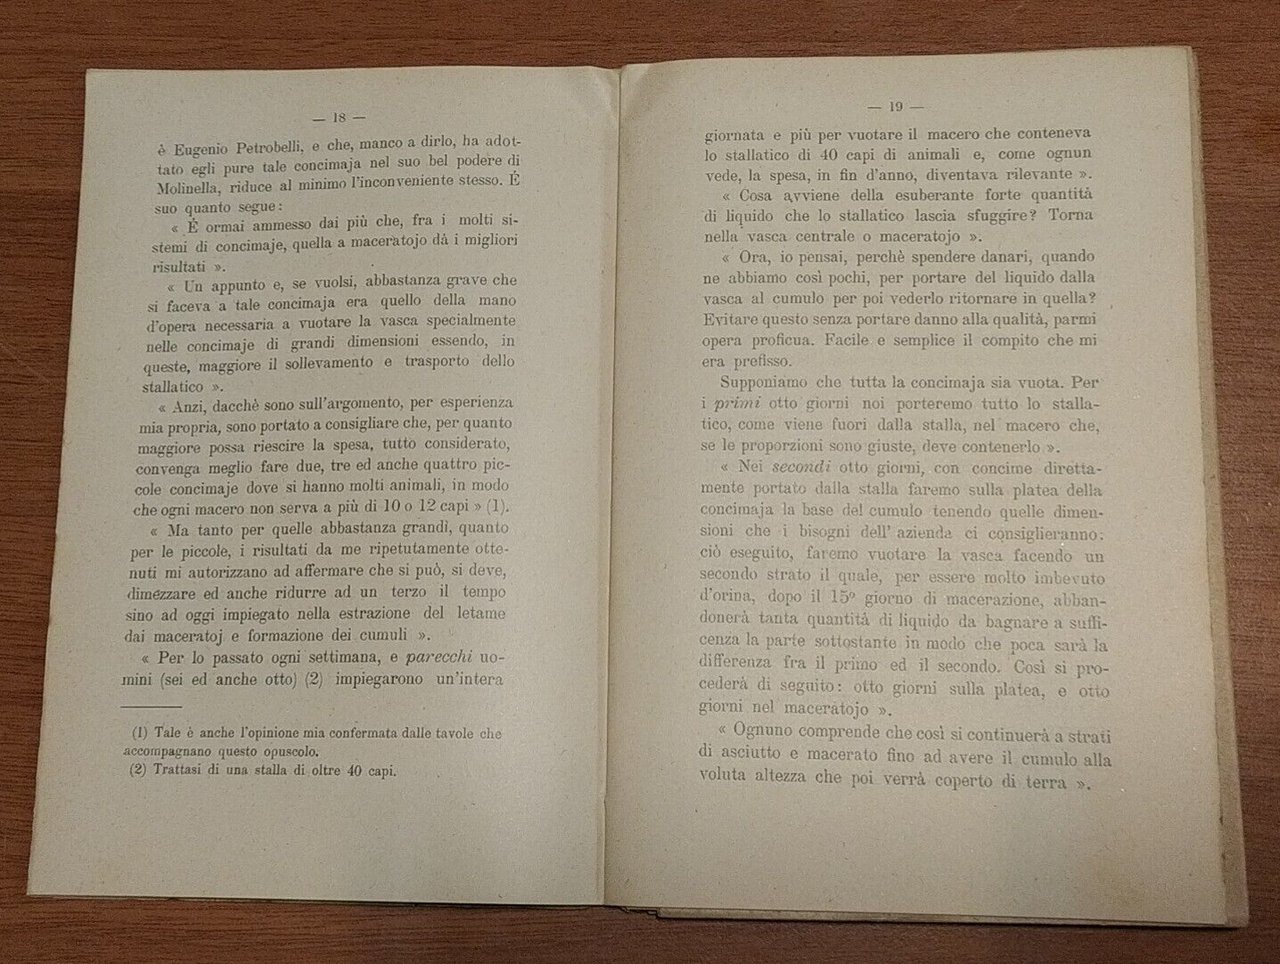 — 18 —
è Eugenio Petrobelli, e che, manco a dirlo, ha adot-
tato egli pure tale concimaja nel suo bel podere di
Molinella, riduce al minimo l'inconveniente stesso. È
suo quanto segue:
« È ormai ammesso dai più che, fra i molti si-
stemi di concimaje, quella a maceratojo dà i migliori
risultati ».
« Un appunto e, se vuolsi, abbastanza grave che
si faceva a tale concimaja era quello della mano
d'opera necessaria a vuotare la vasca specialmente
nelle concimaje di grandi dimensioni essendo, in
queste, maggiore il sollevamento e trasporto dello
stallatico ».
« Anzi, dacchè sono sull'argomento, per esperienza
mia propria, sono portato a consigliare che, per quanto
maggiore possa riescire la spesa, tutto considerato,
convenga meglio fare due, tre ed anche quattro pic-
cole concimaje dove si hanno molti animali, in modo
che ogni macero non serva a più di 10 o 12 capi » (1).
« Ma tanto per quelle abbastanza grandi, quanto
per le piccole, i risultati da me ripetutamente otte-
nuti mi autorizzano ad affermare che si può, si deve,
dimezzare ed anche ridurre ad un terzo il tempo
sino ad oggi impiegato nella estrazione del letame
dai maceratoj e formazione dei cumuli ».
« Per lo passato ogni settimana, e parecchi uo-
mini (sei ed anche otto) (2) impiegarono un'intera
(1) Tale è anche l'opinione mia confermata dalle tavole che
accompagnano questo opuscolo.
(2) Trattasi di una stalla di oltre 40 capi.
— 19 —
giornata e più per vuotare il macero che conteneva
lo stallatico di 40 capi di animali e, come ognun
vede, la spesa, in fin d'anno, diventava rilevante ».
« Cosa avviene della esuberante forte quantità
di liquido che lo stallatico lascia sfuggire? Torna
nella vasca centrale o maceratojo ».
« Ora, io pensai, perchè spendere danari, quando
ne abbiamo così pochi, per portare del liquido dalla
vasca al cumulo per poi vederlo ritornare in quella?
Evitare questo senza portare danno alla qualità, parmi
opera proficua. Facile e semplice il compito che mi
era prefisso.
Supponiamo che tutta la concimaja sia vuota. Per
i primi otto giorni noi porteremo tutto lo stalla-
tico, come viene fuori dalla stalla, nel macero che,
se le proporzioni sono giuste, deve contenerlo ».
« Nei secondi otto giorni, con concime diretta-
mente portato dalla stalla faremo sulla platea della
concimaja la base del cumulo tenendo quelle dimen-
sioni che i bisogni dell' azienda ci consiglieranno:
ciò eseguito, faremo vuotare la vasca facendo un
secondo strato il quale, per essere molto imbevuto
d'orina, dopo il 15º giorno di macerazione, abban-
donerà tanta quantità di liquido da bagnare a suffi-
cenza la parte sottostante in modo che poca sarà la
differenza fra il primo ed il secondo. Così si pro-
cederà di seguito: otto giorni sulla platea, e otto
giorni nel maceratojo ».
« Ognuno comprende che così si continuerà a strati
di asciutto e macerato fino ad avere il cumulo alla
voluta altezza che poi verrà coperto di terra ».